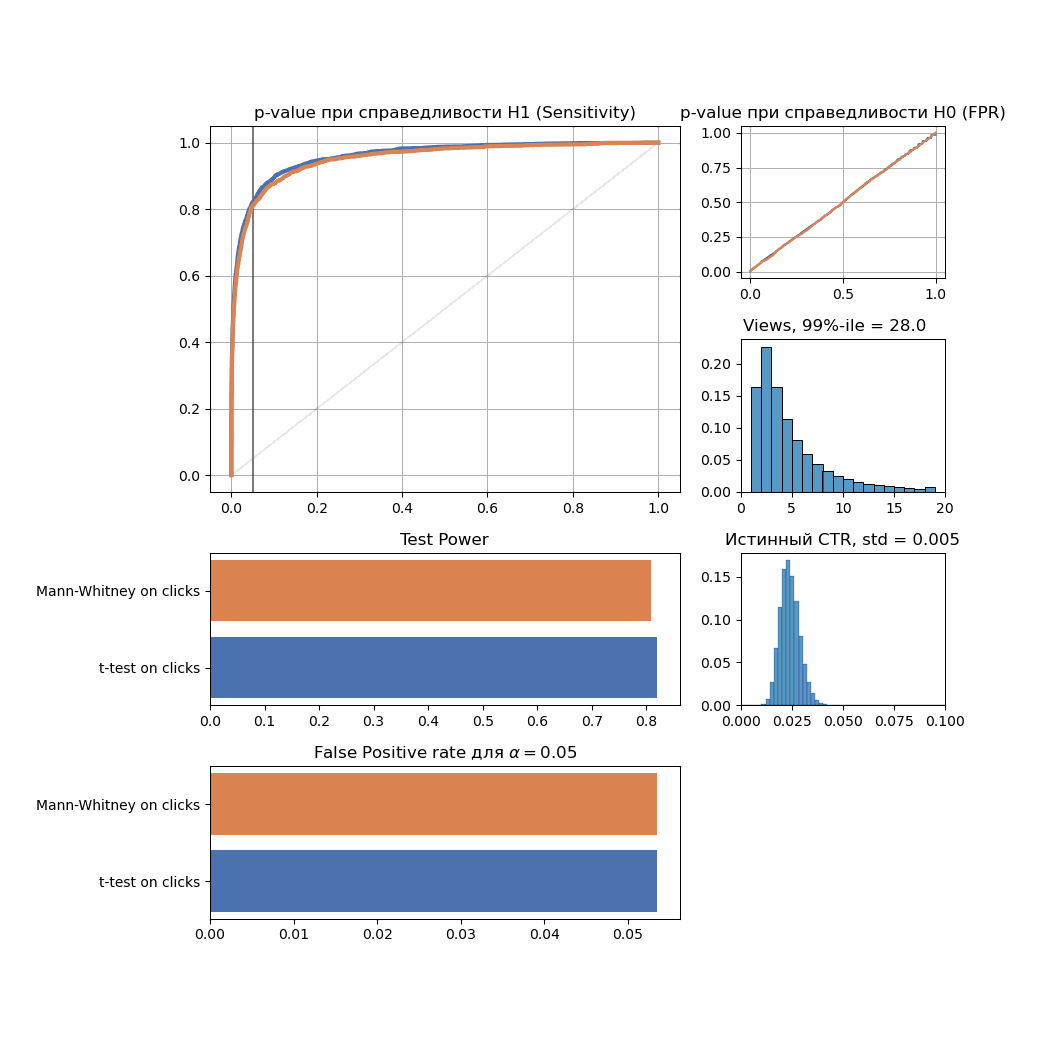 p-value при справедливости H1 (Sensitivity)
1.0
0.8
0.6
0.4
0.2
0.0
0.0 0.2 0.4 0.6 0.8 1.0
p-value при справедливости H0 (FPR)
1.00
0.75
0.50
0.25
0.00
0.0 0.5 1.0
Views, 99%-ile = 28.0
0.20
0.15
0.10
0.05
0.00
0 5 10 15 20
Test Power
Mann-Whitney on clicks
t-test on clicks
0.0 0.1 0.2 0.3 0.4 0.5 0.6 0.7 0.8
Истинный CTR, std = 0.005
0.15
0.10
0.05
0.00
0.000 0.025 0.050 0.075 0.100
False Positive rate для α = 0.05
Mann-Whitney on clicks
t-test on clicks
0.00 0.01 0.02 0.03 0.04 0.05